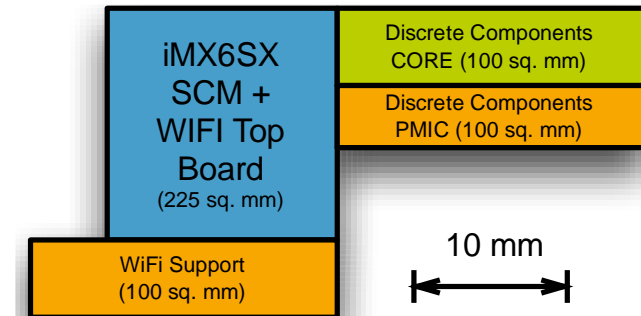 iMX6SX
SCM +
WIFI Top
Board
(225 sq. mm)
Discrete Components
CORE (100 sq. mm)
Discrete Components
PMIC (100 sq. mm)
WiFi Support
(100 sq. mm)
10 mm